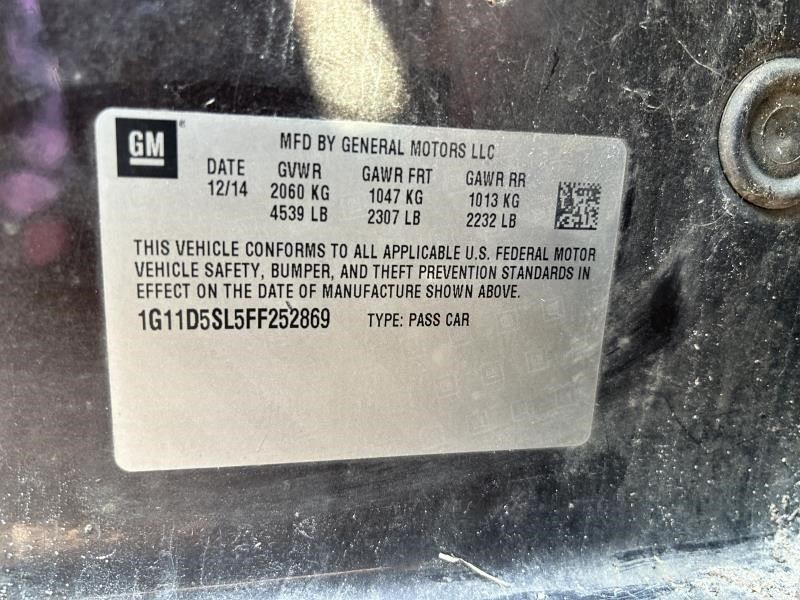 GM
MFD BY GENERAL MOTORS LLC
DATE GVWR GAWR FRT GAWR RR
12/14 2060 KG 1047 KG 1013 KG
4539 LB 2307 LB 2232 LB
THIS VEHICLE CONFORMS TO ALL APPLICABLE U.S. FEDERAL MOTOR
VEHICLE SAFETY, BUMPER, AND THEFT PREVENTION STANDARDS IN
EFFECT ON THE DATE OF MANUFACTURE SHOWN ABOVE.
1G11D5SL5FF252869 TYPE: PASS CAR